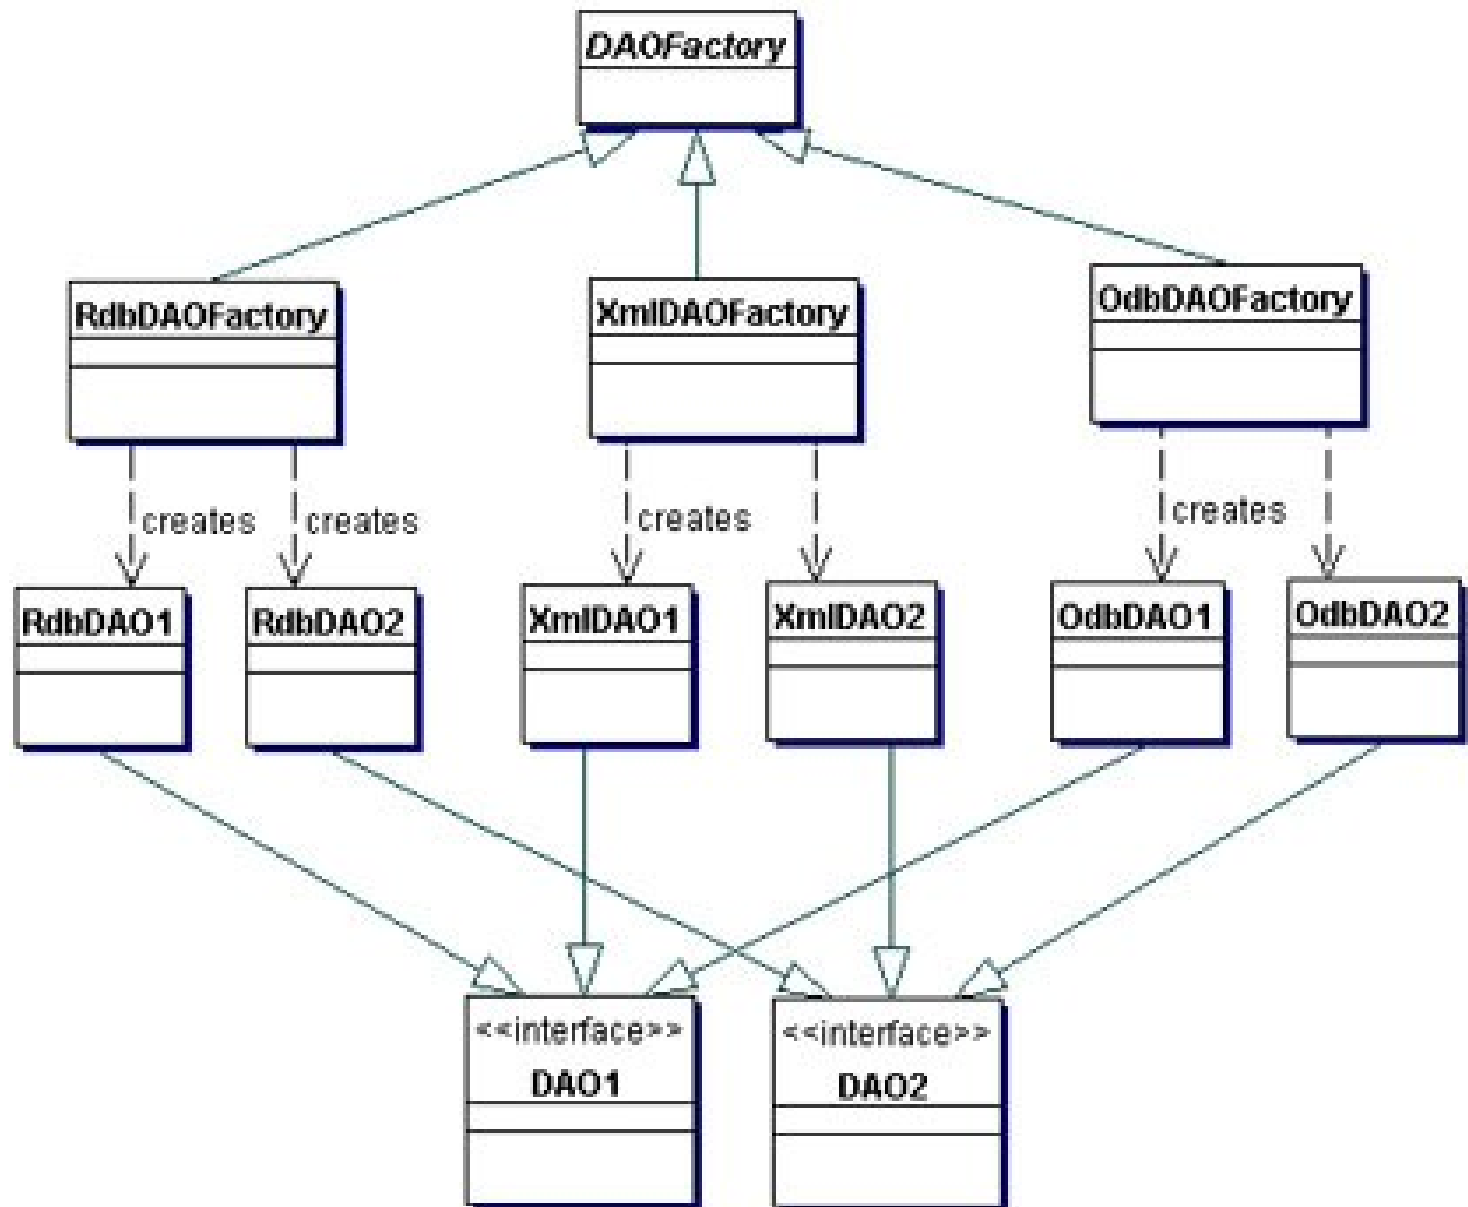 DAOFactory
RdbDAOFactory
XmlDAOFactory
OdbDAOFactory
creates
creates
creates
creates
RdbDAO1
RdbDAO2
XmlDAO1
XmlDAO2
OdbDAO1
OdbDAO2
<<interface>>
DAO1
<<interface>>
DAO2